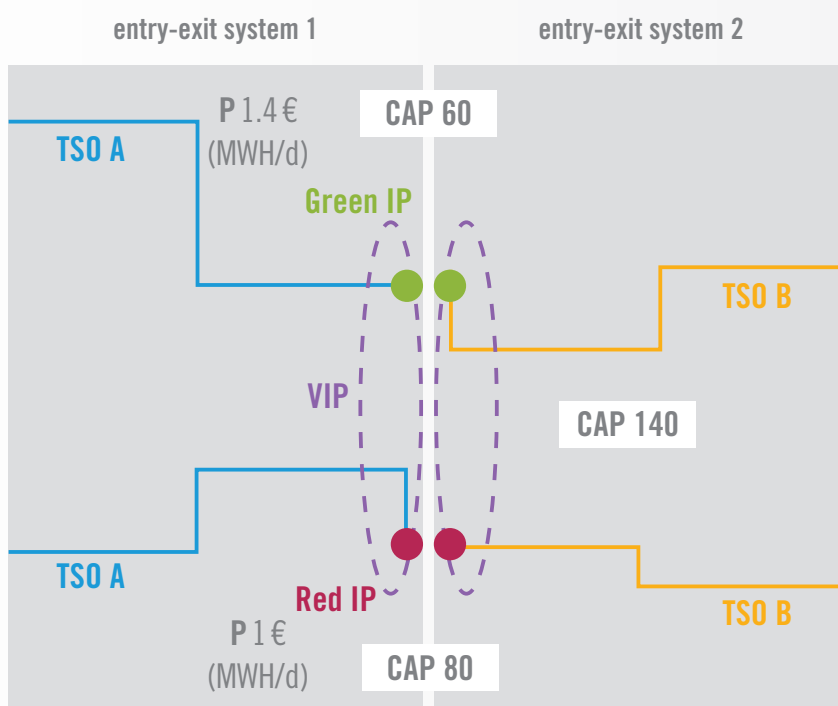 entry-exit system 1
entry-exit system 2
P 1.4 €
(MWH/d)
CAP 60
TSO A
Green IP
TSO B
VIP
CAP 140
TSO A
Red IP
TSO B
P 1 €
(MWH/d)
CAP 80